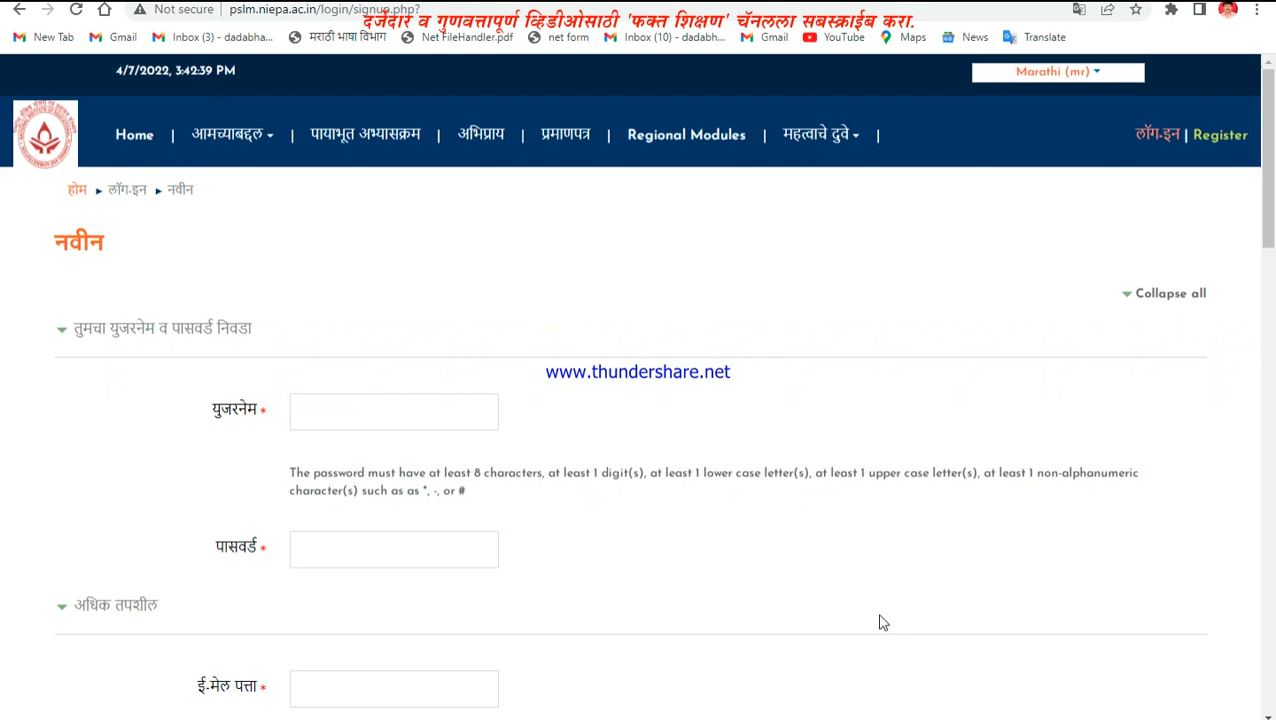 दर्जेदार व गुणवत्तापूर्ण व्हिडीओसाठी 'फक्त शिक्षण' चॅनलला सबस्क्राईब करा.
Not secure | pslm.niepa.ac.in/login/signup.php?
New Tab Gmail Inbox (3) - dadabha... मराठी भाषा विभाग Net FileHandler.pdf net form Inbox (10) - dadabh... Gmail YouTube Maps News Translate
4/7/2022, 3:42:39 PM Marathi (mr)
Home | आमच्याबद्दल | पायाभूत अभ्यासक्रम | अभिप्राय | प्रमाणपत्र | Regional Modules | महत्वाचे दुवे | लॉग-इन | Register
होम ► लॉग-इन ► नवीन
नवीन
Collapse all
तुमचा युजरनेम व पासवर्ड निवडा
www.thundershare.net
युजरनेम *
The password must have at least 8 characters, at least 1 digit(s), at least 1 lower case letter(s), at least 1 upper case letter(s), at least 1 non-alphanumeric
character(s) such as as *, -, or #
पासवर्ड *
अधिक तपशील
ई-मेल पत्ता *